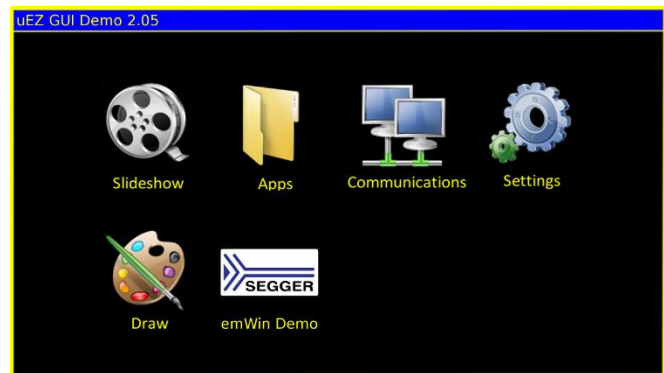 uEZ GUI Demo 2.05
Slideshow
Apps
Communications
Settings
SEGGER
Draw
emWin Demo